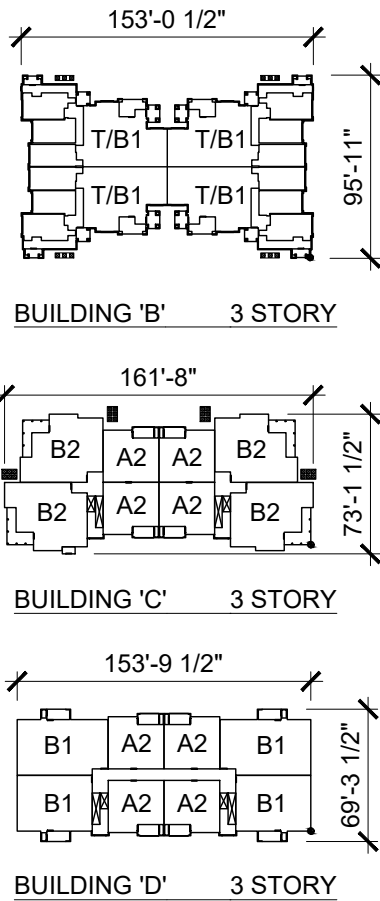 153'-0 1/2"
T/B1 T/B1
T/B1 T/B1
95'-11"
BUILDING 'B' 3 STORY
161'-8"
B2 A2 A2 B2
B2 A2 A2 B2
73'-1 1/2"
BUILDING 'C' 3 STORY
153'-9 1/2"
B1 A2 A2 B1
B1 A2 A2 B1
69'-3 1/2"
BUILDING 'D' 3 STORY